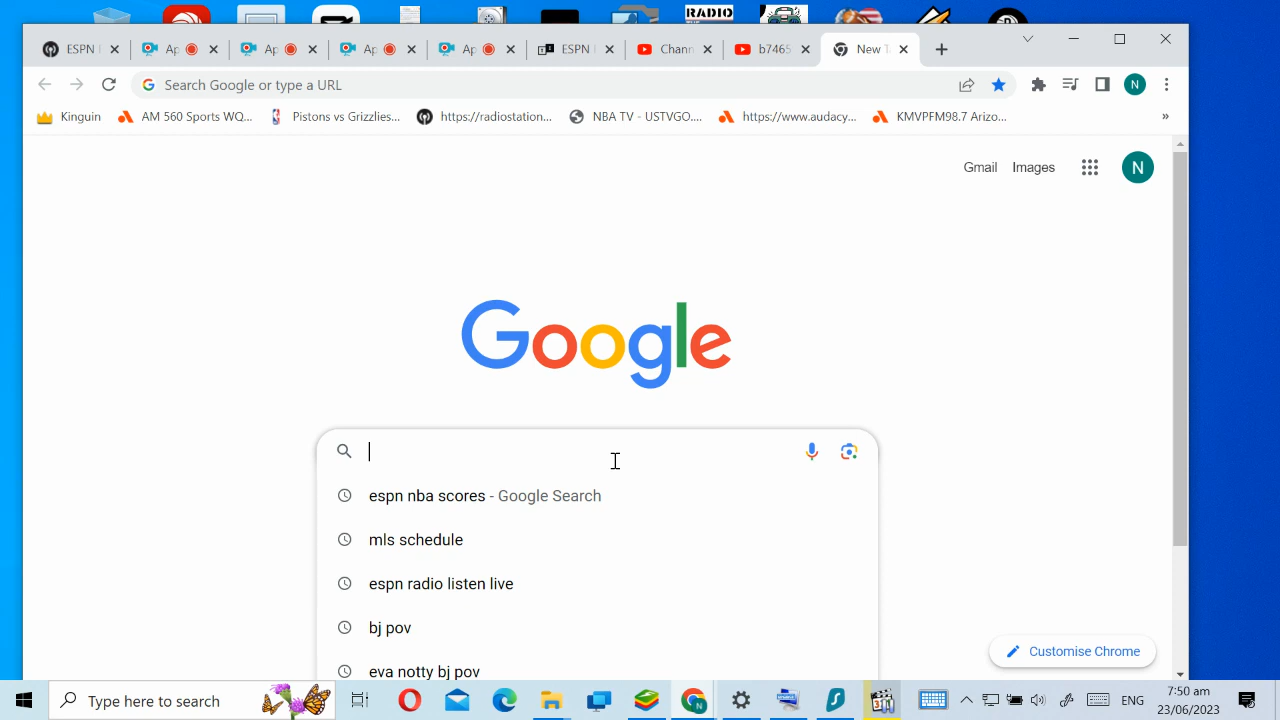 RADIO
ESPN
Ap
Ap
Ap
Ap
ESPN
Chann
b7465
New T
Search Google or type a URL
N
Kinguin
AM 560 Sports WQ...
Pistons vs Grizzlies...
https://radiostation...
NBA TV - USTVGO....
https://www.audacy...
KMVPFM98.7 Arizo...
»
Gmail
Images
N
Google
espn nba scores - Google Search
mls schedule
espn radio listen live
bj pov
eva notty bj pov
Customise Chrome
Type here to search
ENG
7:50 am
23/06/2023